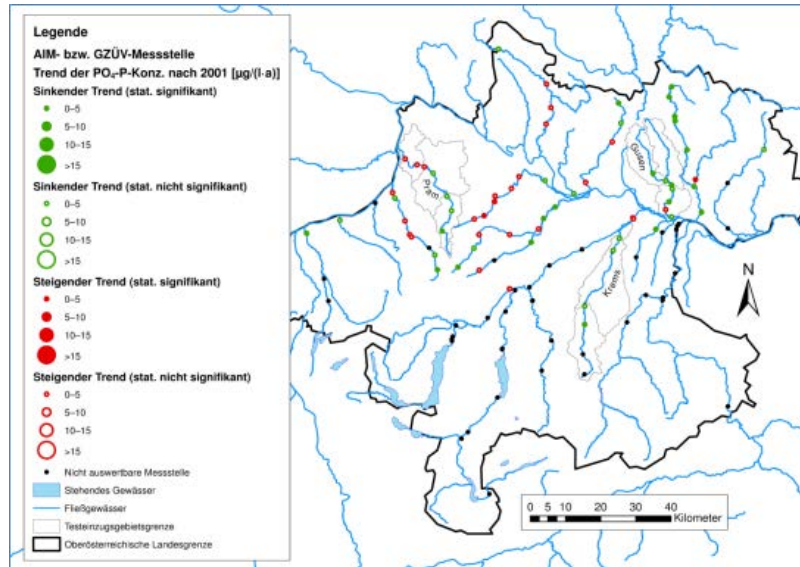 Legende
AIM- bzw. GZÜV-Messstelle
Trend der PO₄-P-Konz. nach 2001 [µg/(l·a)]
Sinkender Trend (stat. signifikant)
0–5
5–10
10–15
>15
Sinkender Trend (stat. nicht signifikant)
0–5
5–10
10–15
>15
Steigender Trend (stat. signifikant)
0–5
5–10
10–15
>15
Steigender Trend (stat. nicht signifikant)
0–5
5–10
10–15
>15
Nicht auswertbare Messstelle
Stehendes Gewässer
Fließgewässer
Testeinzugsgebietsgrenze
Oberösterreichische Landesgrenze
Pram
Gusen
Krems
N
0 5 10 20 30 40
Kilometer